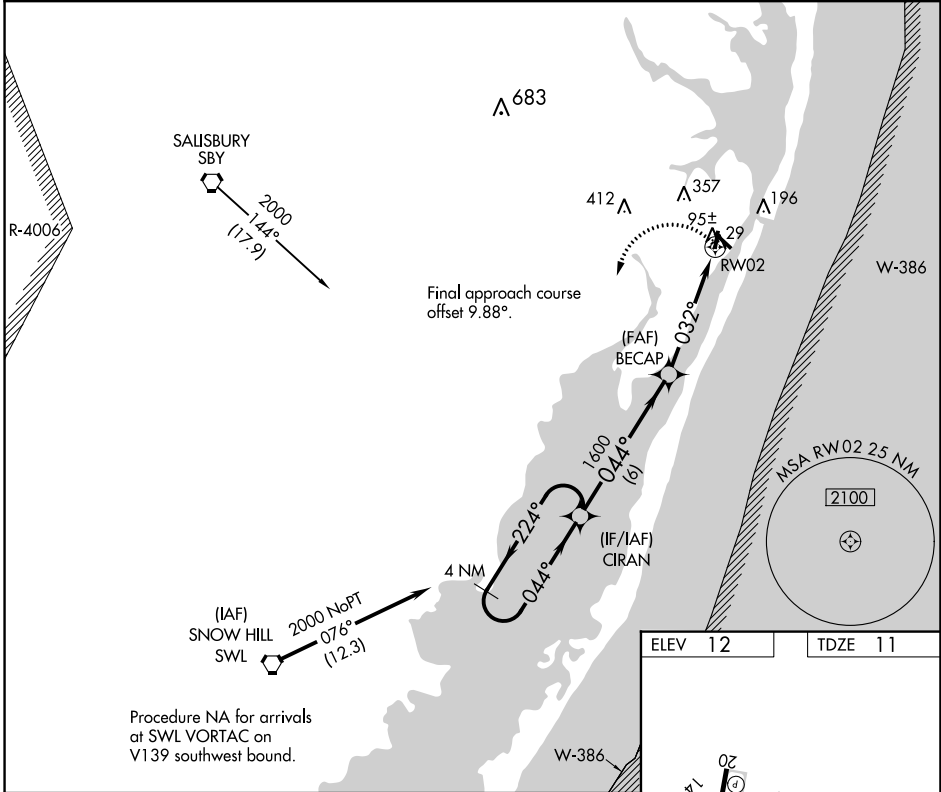 683
SALISBURY
SBY
2000
144°
(17.9)
R-4006
412
357
196
95±
29
RW02
W-386
Final approach course
offset 9.88°.
032°
(FAF)
BECAP
1600
044°
(6)
MSA RW02 25 NM
2100
224°
044°
4 NM
(IF/IAF)
CIRAN
(IAF)
SNOW HILL
SWL
2000 NoPT
076°
(12.3)
ELEV 12
TDZE 11
Procedure NA for arrivals
at SWL VORTAC on
V139 southwest bound.
W-386
20
14
P